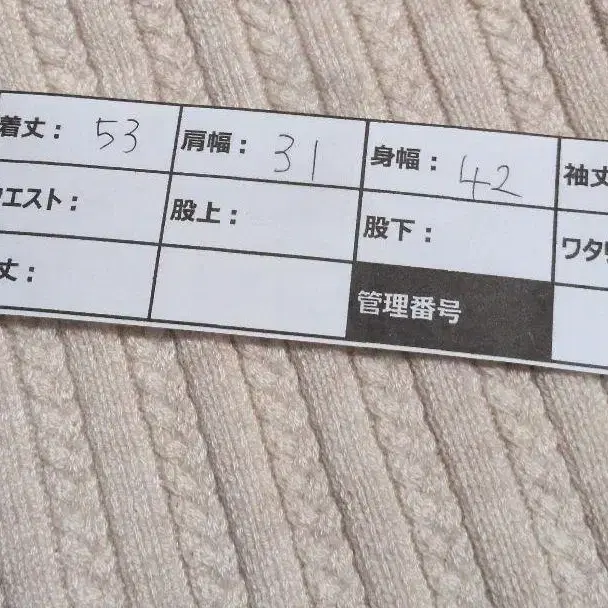 着丈： 53 肩幅： 31 身幅： 42 袖丈
ウエスト： 股上： 股下： ワタリ
丈： 管理番号